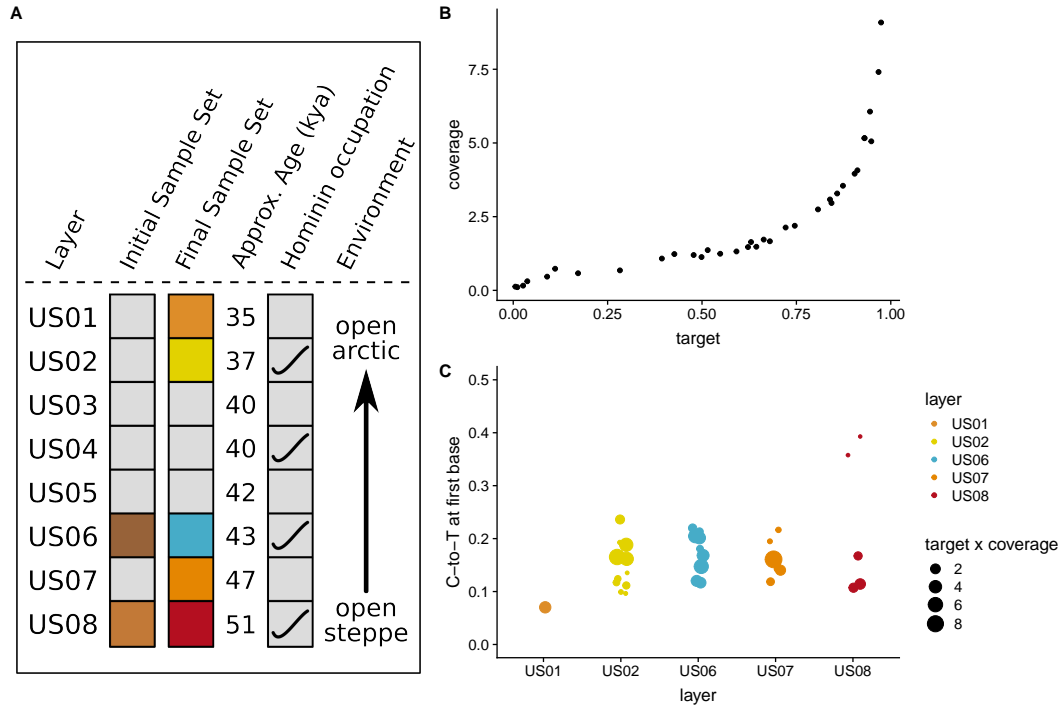 A
Layer
Initial Sample Set
Final Sample Set
Approx. Age (kya)
Hominin occupation
Environment
US01 35
US02 37
US03 40
US04 40
US05 42
US06 43
US07 47
US08 51
open
arctic
open
steppe
B
coverage
7.5
5.0
2.5
0.0
0.00 0.25 0.50 0.75 1.00
target
C
C−to−T at first base
0.5
0.4
0.3
0.2
0.1
0.0
US01 US02 US06 US07 US08
layer
layer
US01
US02
US06
US07
US08
target x coverage
2
4
6
8